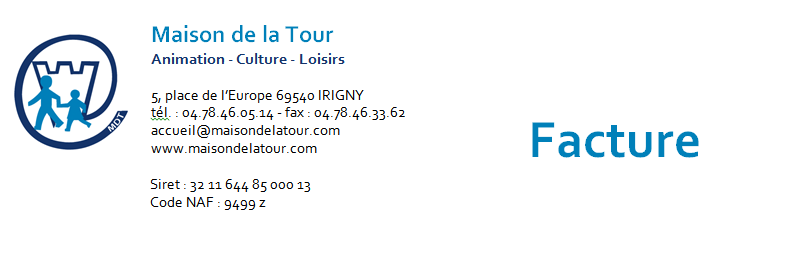 Maison de la Tour
Animation - Culture - Loisirs
5, place de l’Europe 69540 IRIGNY
tél. : 04.78.46.05.14 - fax : 04.78.46.33.62
accueil@maisondelatour.com
www.maisondelatour.com
MDT
Facture
Siret : 32 11 644 85 000 13
Code NAF : 9499 z